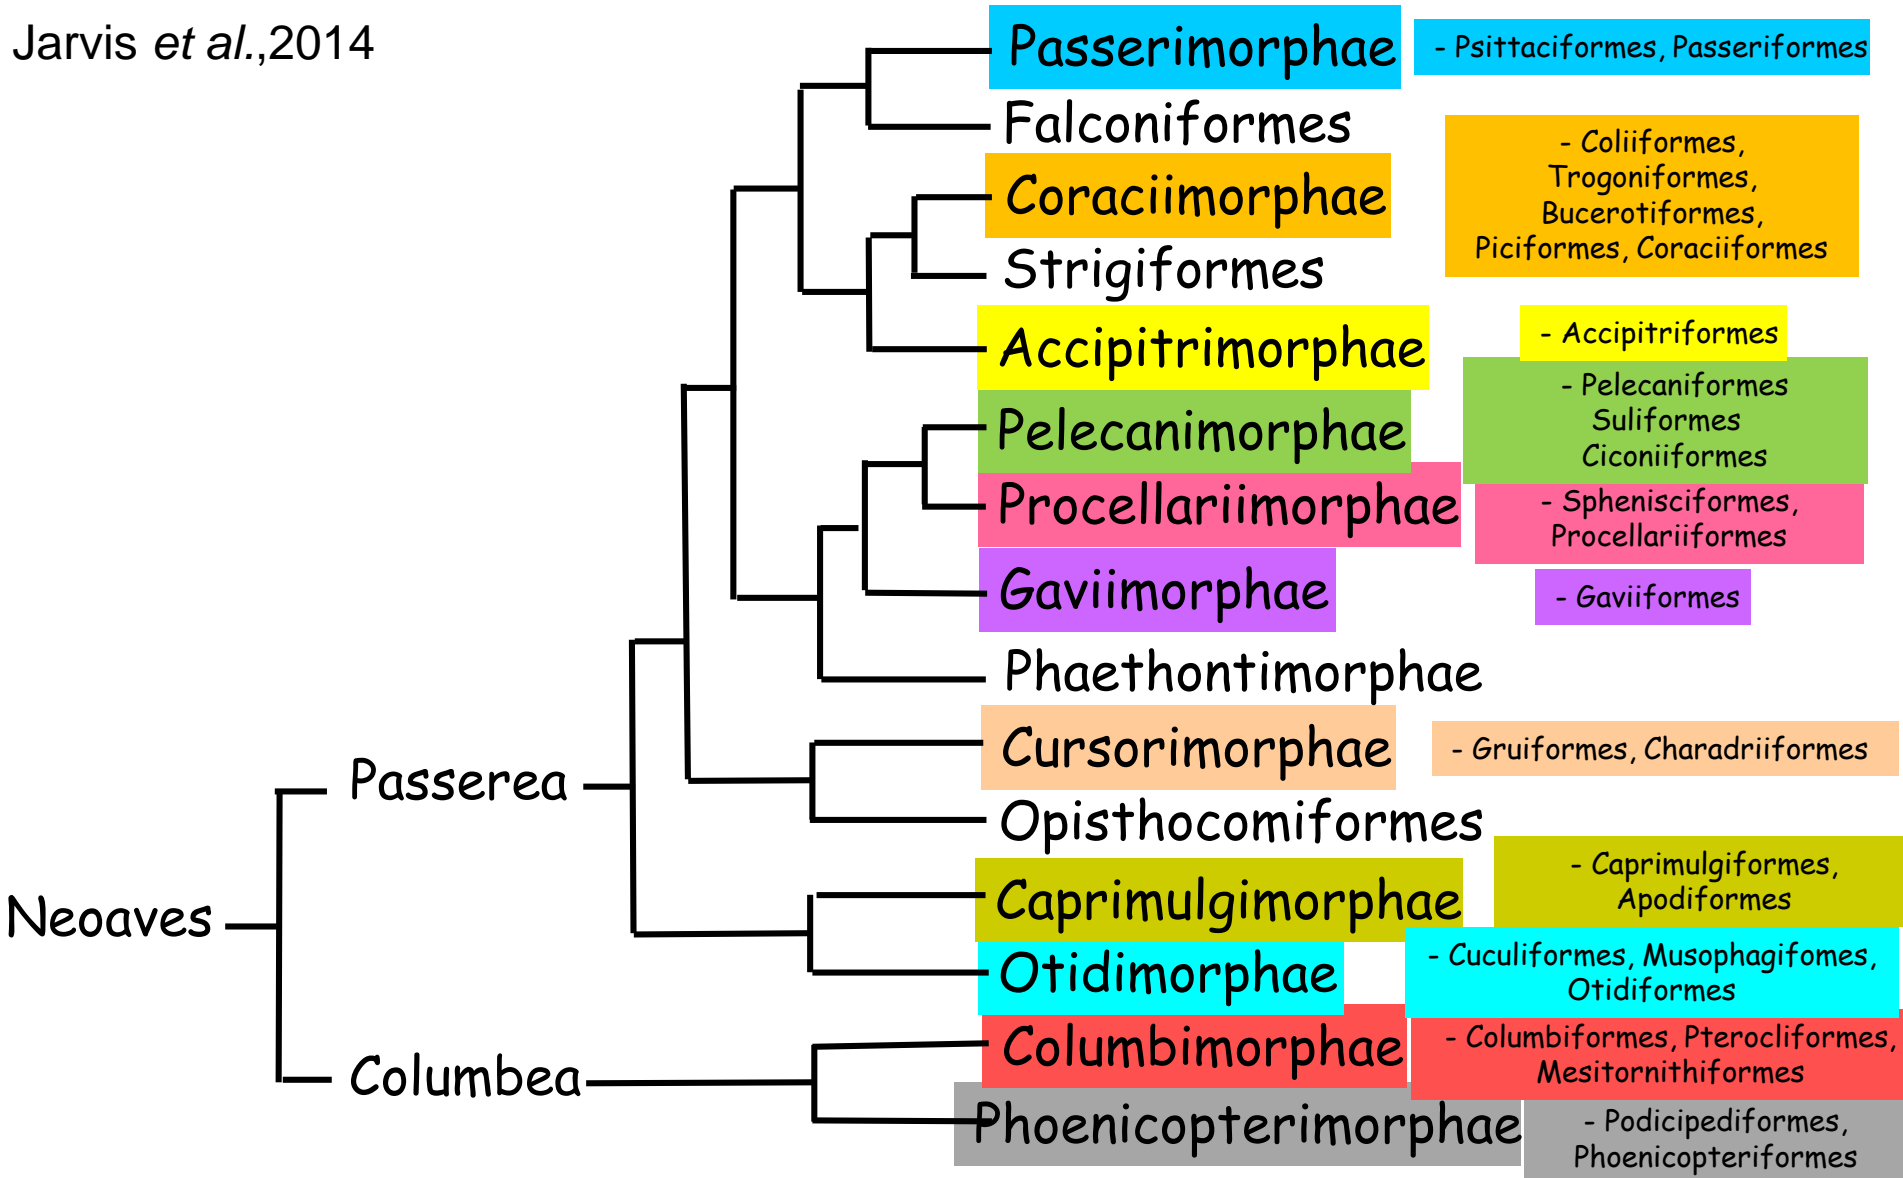 Jarvis et al.,2014
Passerimorphae
- Psittaciformes, Passeriformes
Falconiformes
Coraciimorphae
- Coliiformes,
Trogoniformes,
Bucerotiformes,
Piciformes, Coraciiformes
Strigiformes
Accipitrimorphae
- Accipitriformes
Pelecanimorphae
- Pelecaniformes
Suliformes
Ciconiiformes
Procellariimorphae
- Sphenisciformes,
Procellariiformes
Gaviimorphae
- Gaviiformes
Phaethontimorphae
Cursorimorphae
- Gruiformes, Charadriiformes
Passerea
Opisthocomiformes
Caprimulgimorphae
- Caprimulgiformes,
Apodiformes
Neoaves
Otidimorphae
- Cuculiformes, Musophagifomes,
Otidiformes
Columbimorphae
- Columbiformes, Pterocliformes,
Mesitornithiformes
Columbea
Phoenicopterimorphae
- Podicipediformes,
Phoenicopteriformes